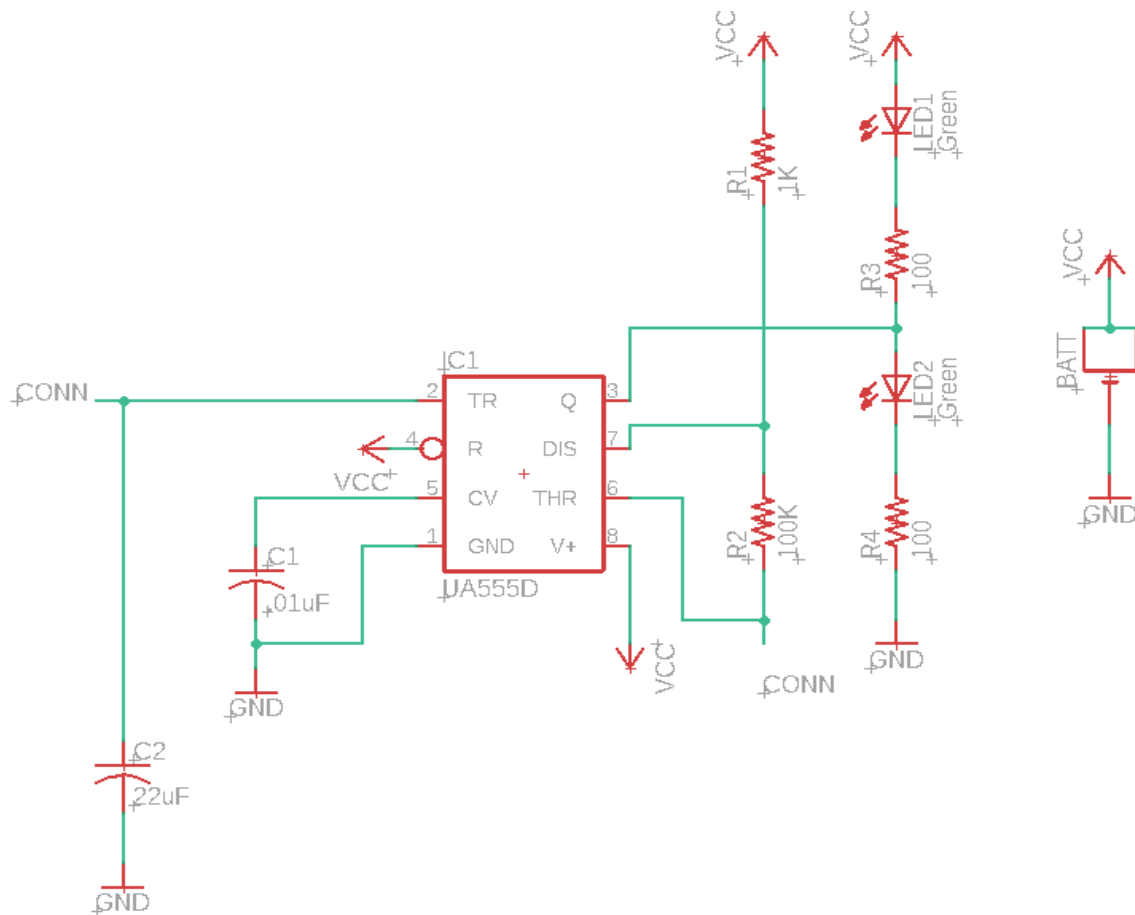 VCC
VCC
LED1
Green
R1
1K
R3
100
VCC
BATT
GND
IC1
CONN
2
TR
Q
3
4
R
DIS
7
VCC
5
CV
THR
6
1
GND
V+
8
UA555D
LED2
Green
R2
100K
R4
100
C1
.01uF
GND
VCC
CONN
GND
C2
22uF
GND